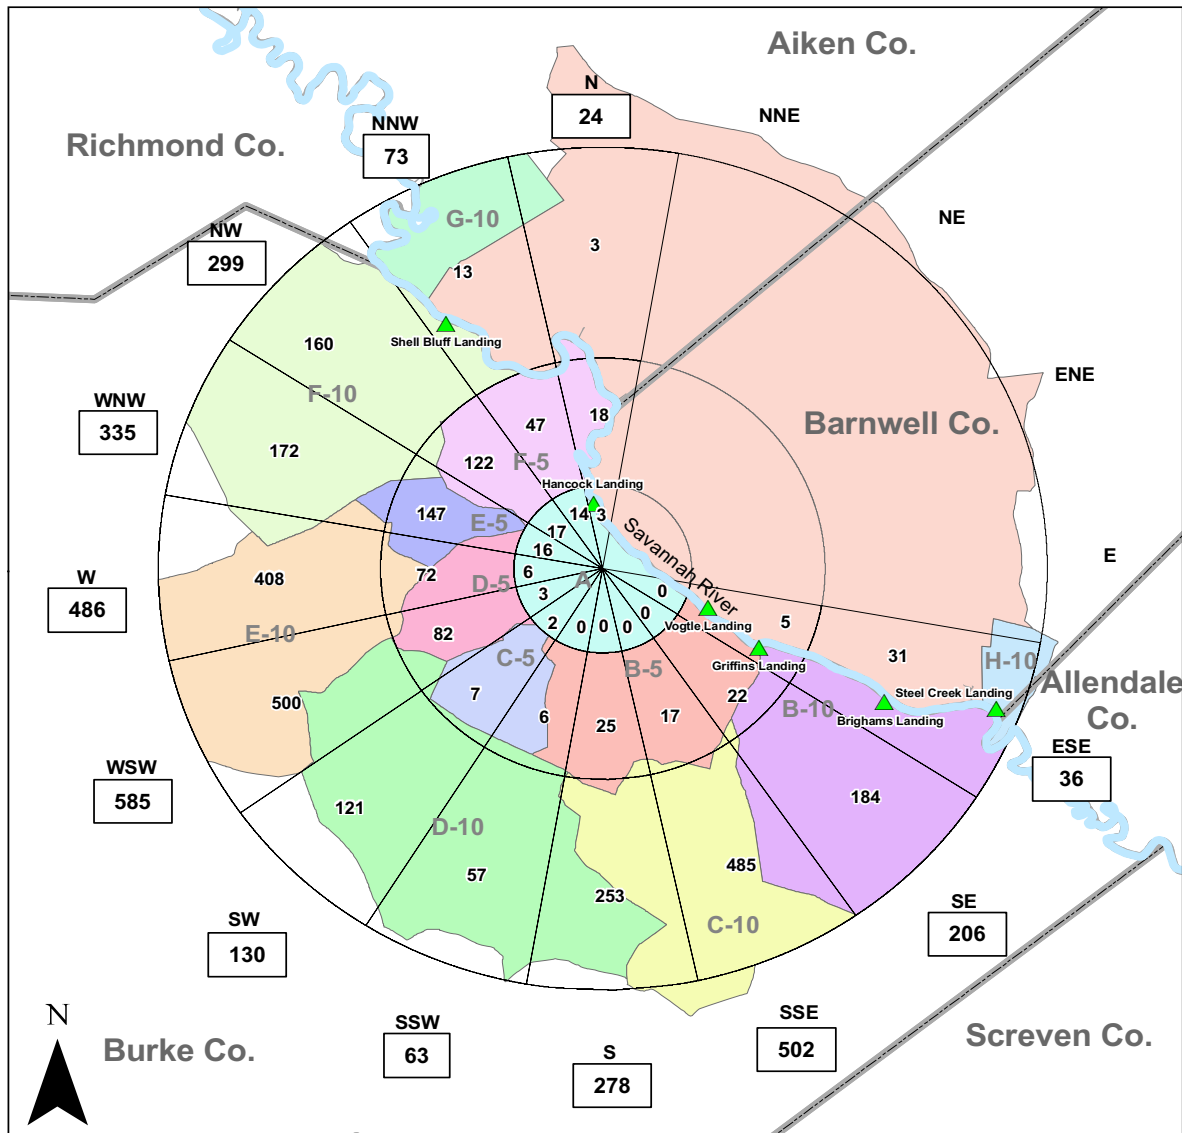 Aiken Co.
N
24
NNE
NNW
73
Richmond Co.
NE
G-10
NW
299
3
13
Shell Bluff Landing
160
ENE
F-10
WNW
335
18
47
Barnwell Co.
172
122
F-5
Hancock Landing
147
E-5
14
3
17
Savannah River
16
E
408
72
6
A
W
486
D-5
3
0
0
Vogtle Landing
5
E-10
82
2
0
0
0
31
H-10
C-5
B-5
Griffins Landing
Allendale
Co.
500
7
6
25
17
22
B-10
Steel Creek Landing
Brighams Landing
ESE
36
WSW
585
121
D-10
184
57
485
253
C-10
SW
130
SE
206
N
SSW
63
S
278
SSE
502
Burke Co.
Screven Co.